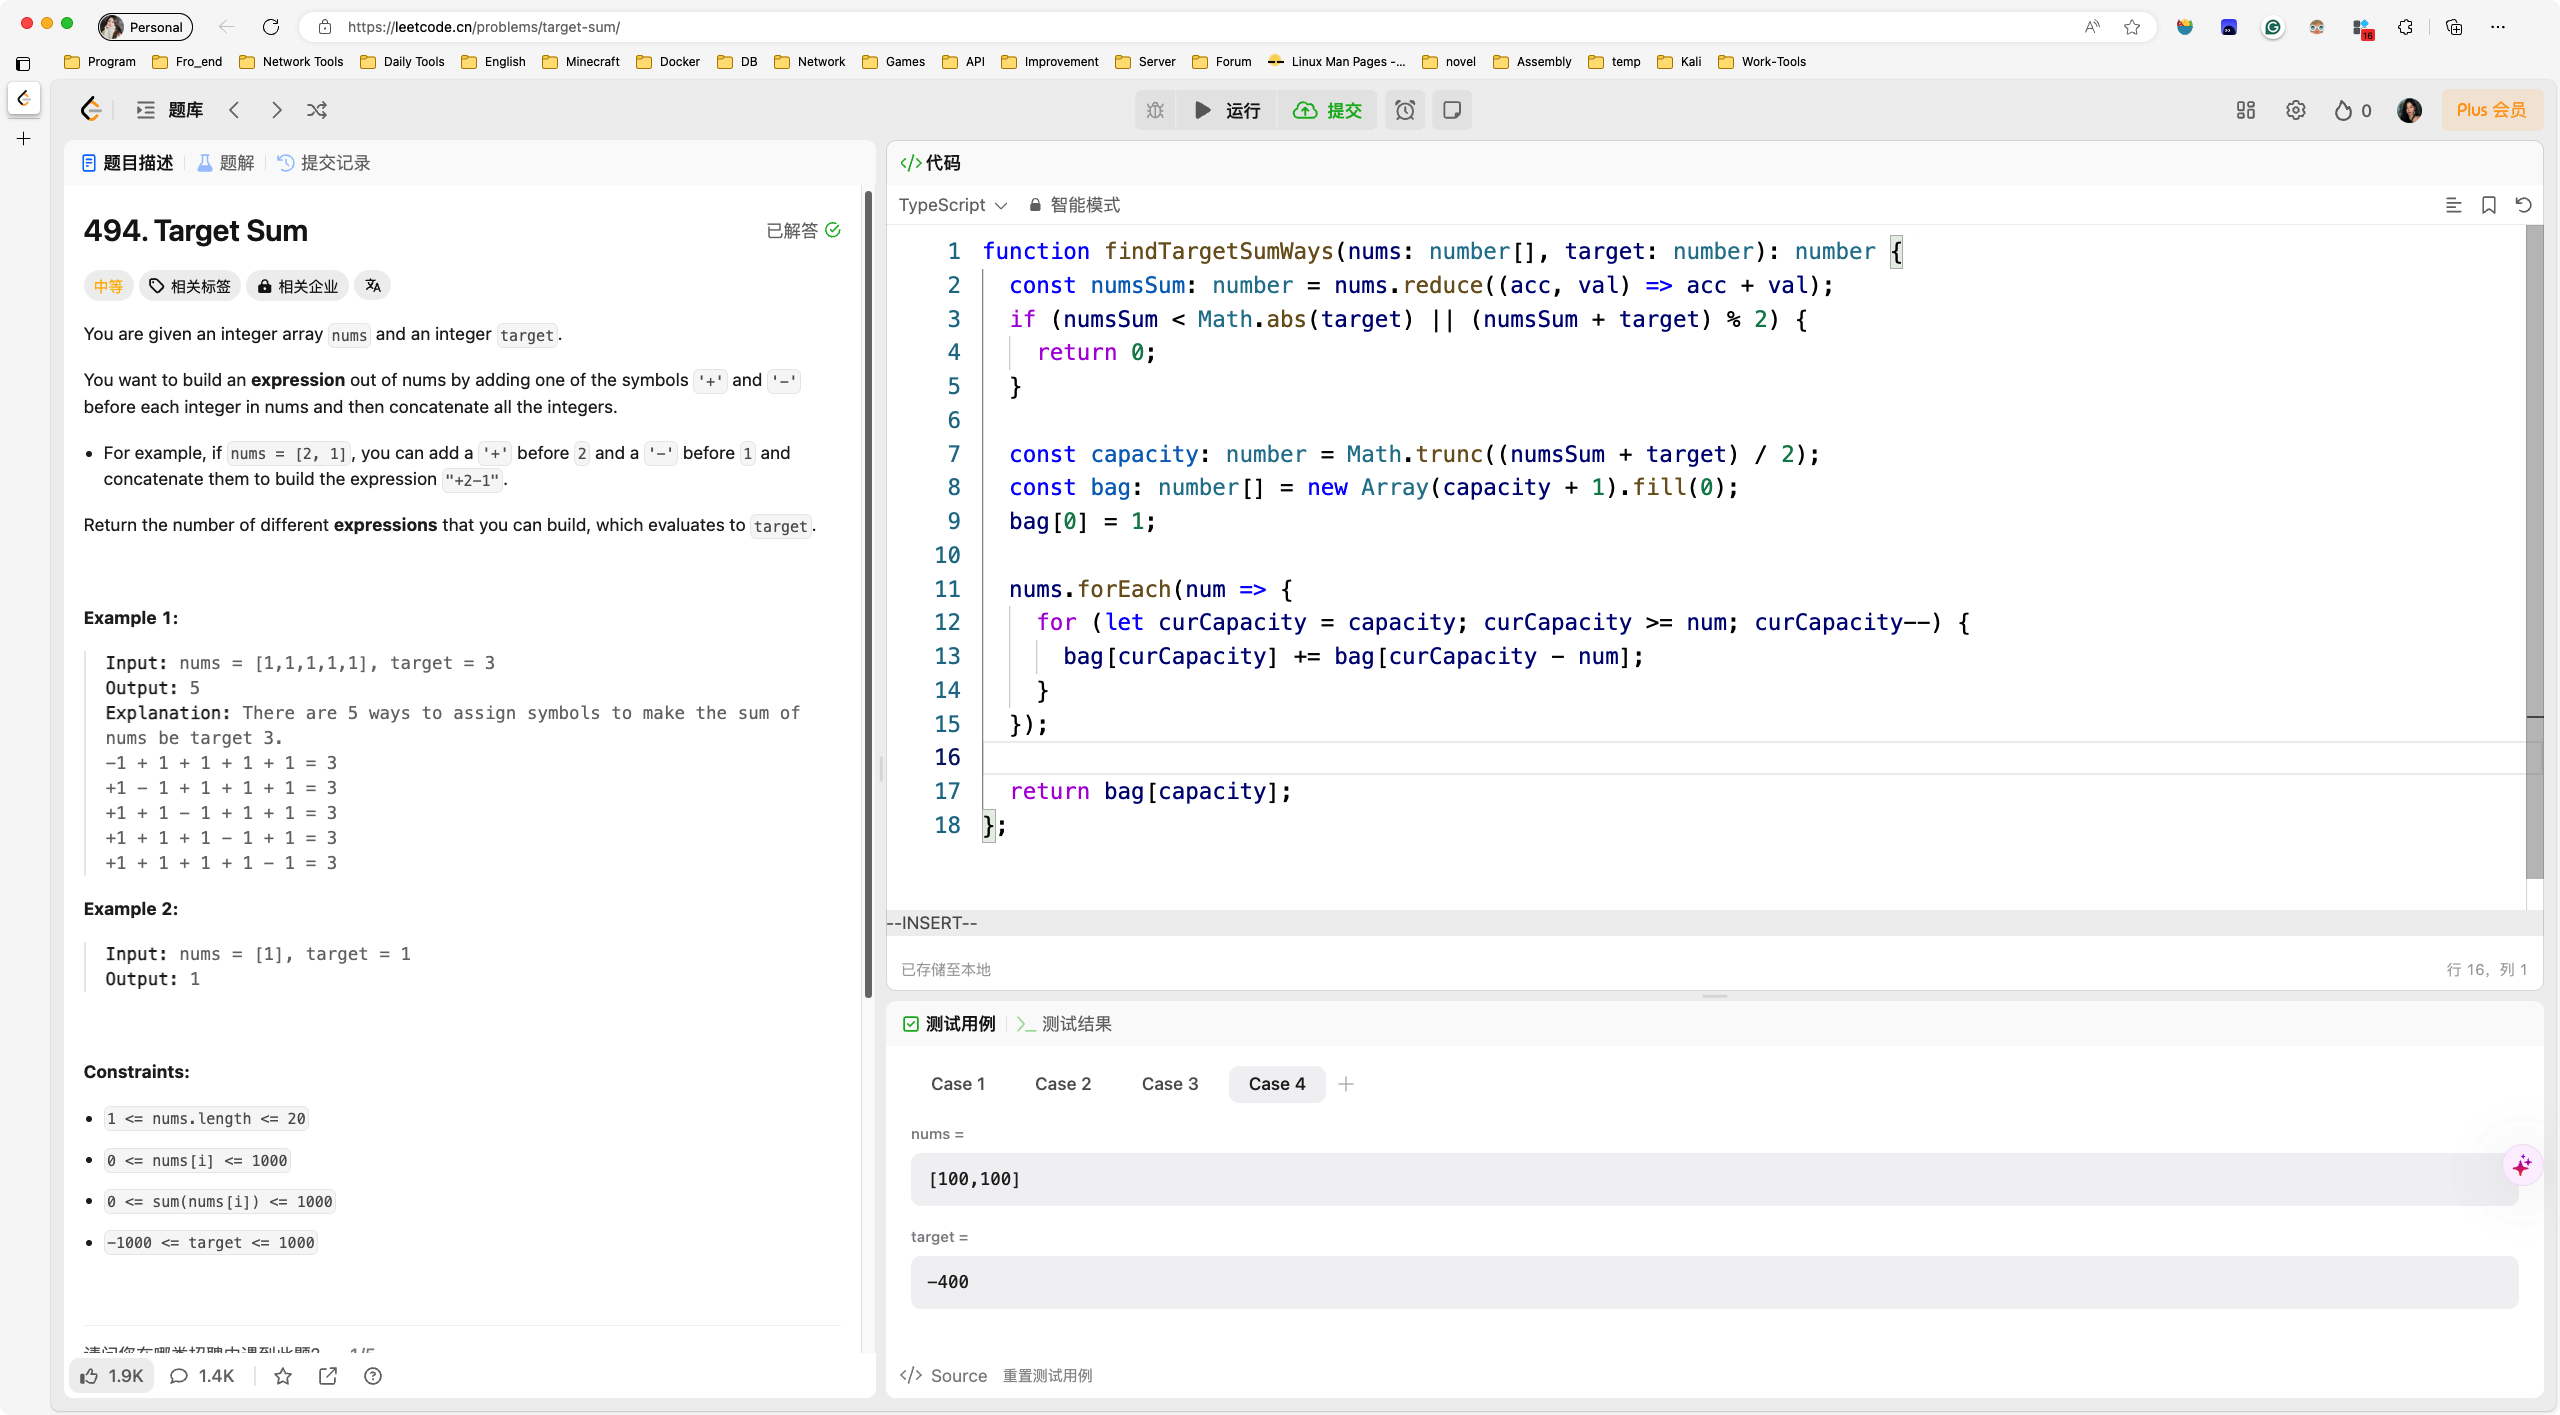 Personal
https://leetcode.cn/problems/target-sum/
16
Program Fro_end Network Tools Daily Tools English Minecraft Docker DB Network Games API Improvement Server Forum Linux Man Pages -... novel Assembly temp Kali Work-Tools
题库
运行 提交
0
Plus 会员
题目描述 题解 提交记录
494. Target Sum
已解答
中等 相关标签 相关企业
You are given an integer array nums and an integer target.
You want to build an expression out of nums by adding one of the symbols '+' and '-'
before each integer in nums and then concatenate all the integers.
• For example, if nums = [2, 1], you can add a '+' before 2 and a '-' before 1 and
concatenate them to build the expression "+2-1".
Return the number of different expressions that you can build, which evaluates to target.
Example 1:
Input: nums = [1,1,1,1,1], target = 3
Output: 5
Explanation: There are 5 ways to assign symbols to make the sum of
nums be target 3.
-1 + 1 + 1 + 1 + 1 = 3
+1 - 1 + 1 + 1 + 1 = 3
+1 + 1 - 1 + 1 + 1 = 3
+1 + 1 + 1 - 1 + 1 = 3
+1 + 1 + 1 + 1 - 1 = 3
Example 2:
Input: nums = [1], target = 1
Output: 1
Constraints:
• 1 <= nums.length <= 20
• 0 <= nums[i] <= 1000
• 0 <= sum(nums[i]) <= 1000
• -1000 <= target <= 1000
请问您在哪类招聘中遇到此题? 1/5
1.9K 1.4K
</> 代码
TypeScript 智能模式
1 function findTargetSumWays(nums: number[], target: number): number {
2 const numsSum: number = nums.reduce((acc, val) => acc + val);
3 if (numsSum < Math.abs(target) || (numsSum + target) % 2) {
4 return 0;
5 }
6
7 const capacity: number = Math.trunc((numsSum + target) / 2);
8 const bag: number[] = new Array(capacity + 1).fill(0);
9 bag[0] = 1;
10
11 nums.forEach(num => {
12 for (let curCapacity = capacity; curCapacity >= num; curCapacity--) {
13 bag[curCapacity] += bag[curCapacity - num];
14 }
15 });
16
17 return bag[capacity];
18 };
--INSERT--
已存储至本地
行 16, 列 1
测试用例 测试结果
Case 1 Case 2 Case 3 Case 4
nums =
[100,100]
target =
-400
</> Source 重置测试用例